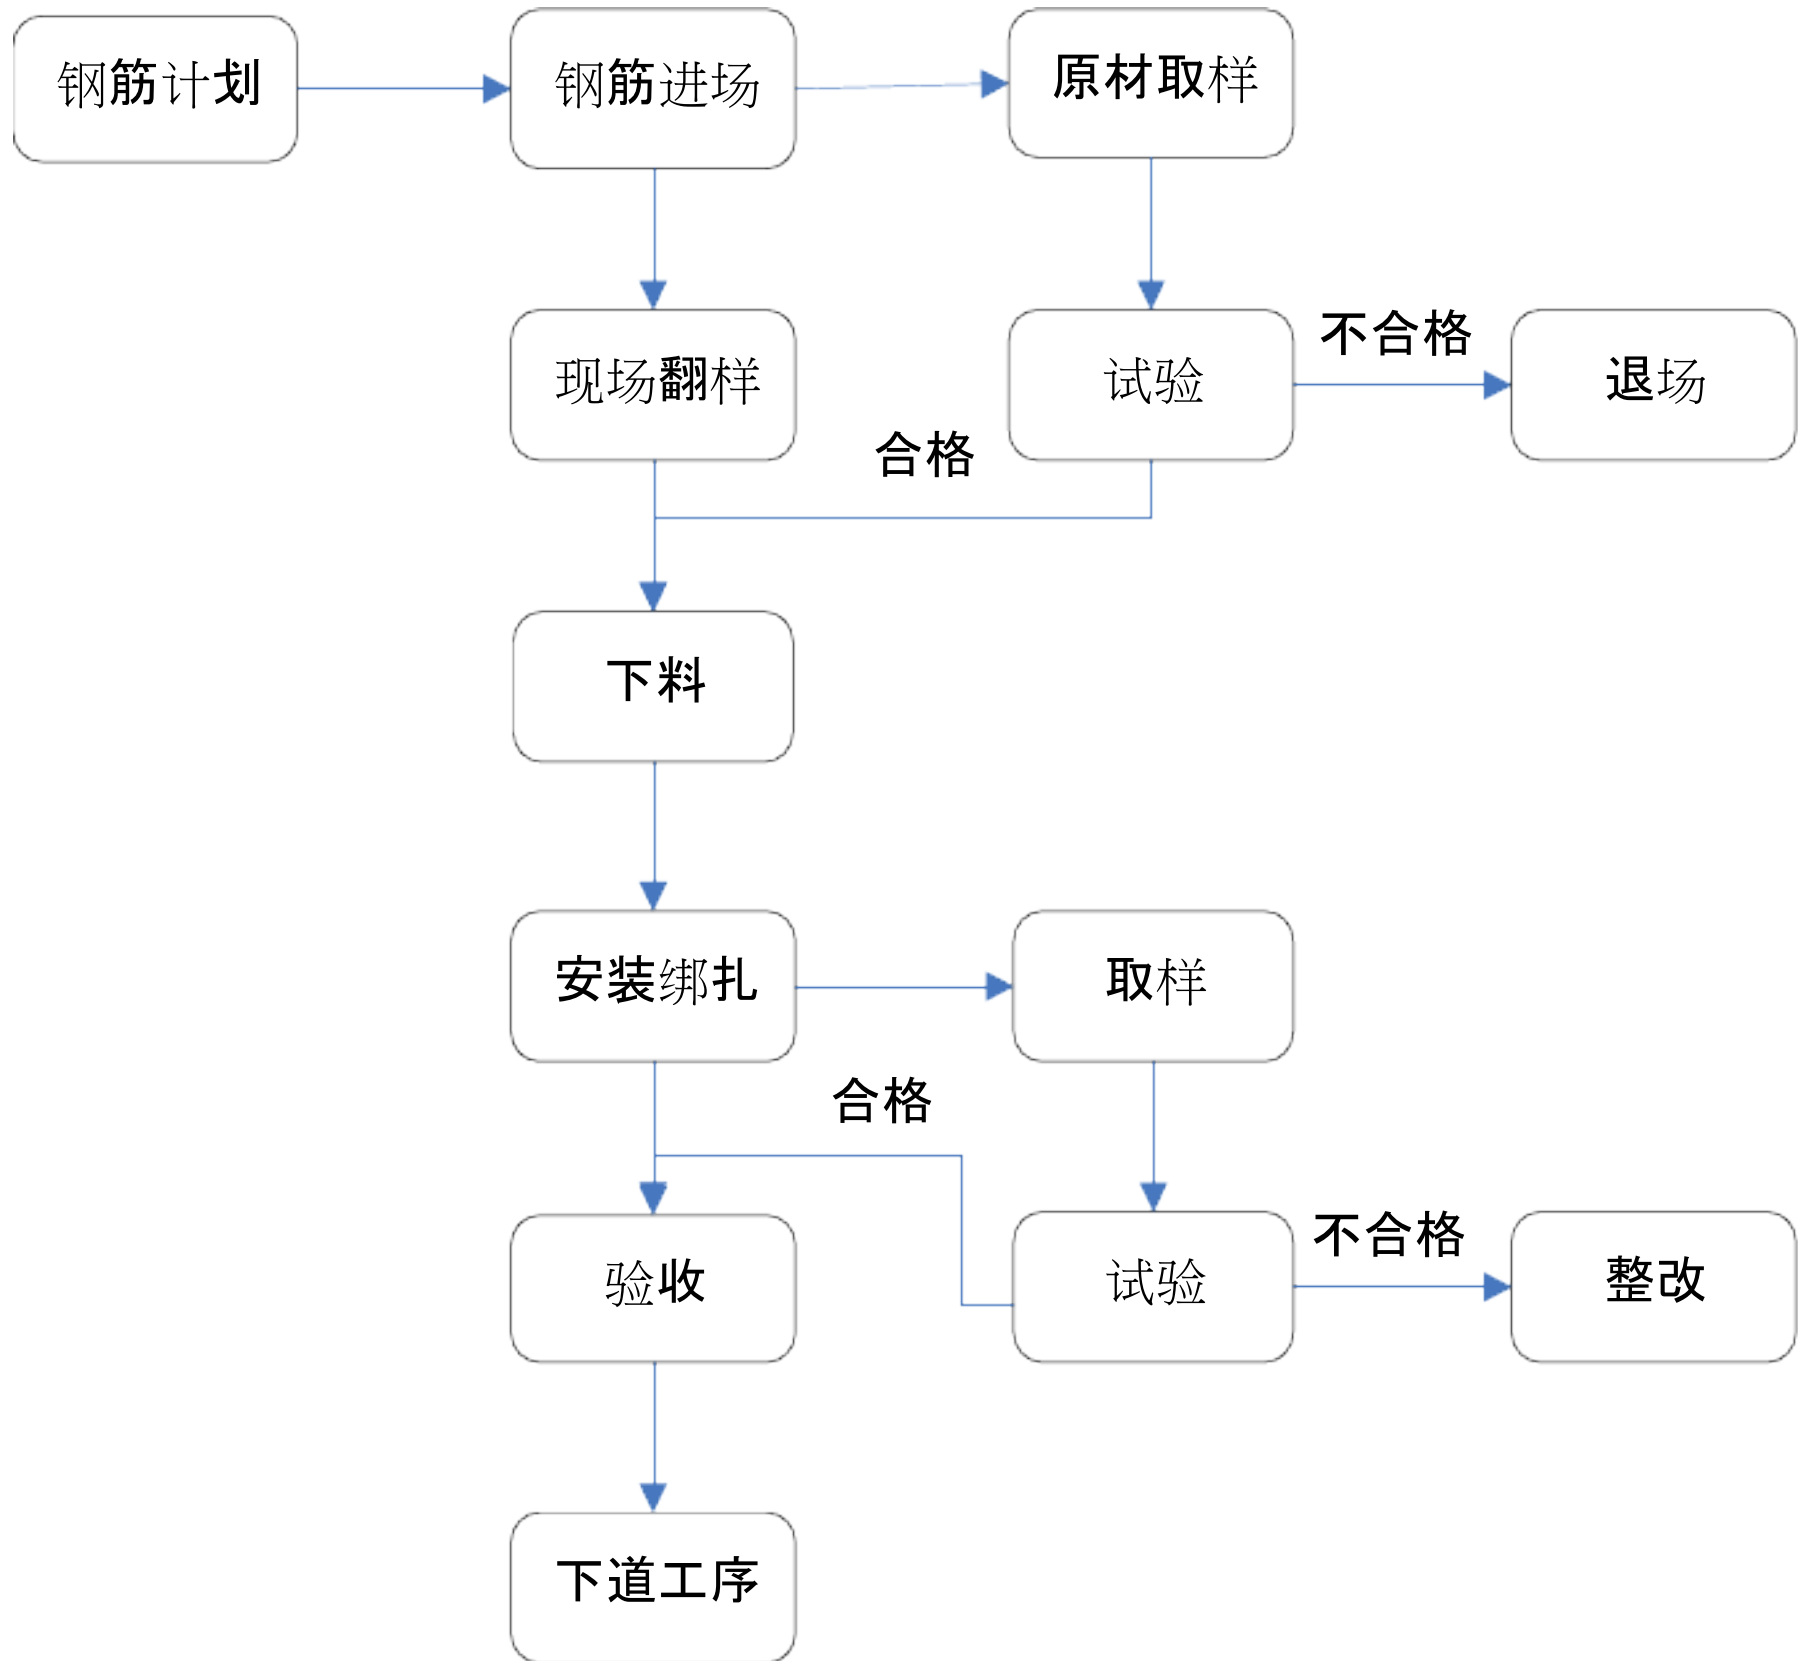 钢筋计划
钢筋进场
原材取样
不合格
现场翻样
试验
退场
合格
下料
安装绑扎
取样
合格
不合格
验收
试验
整改
下道工序